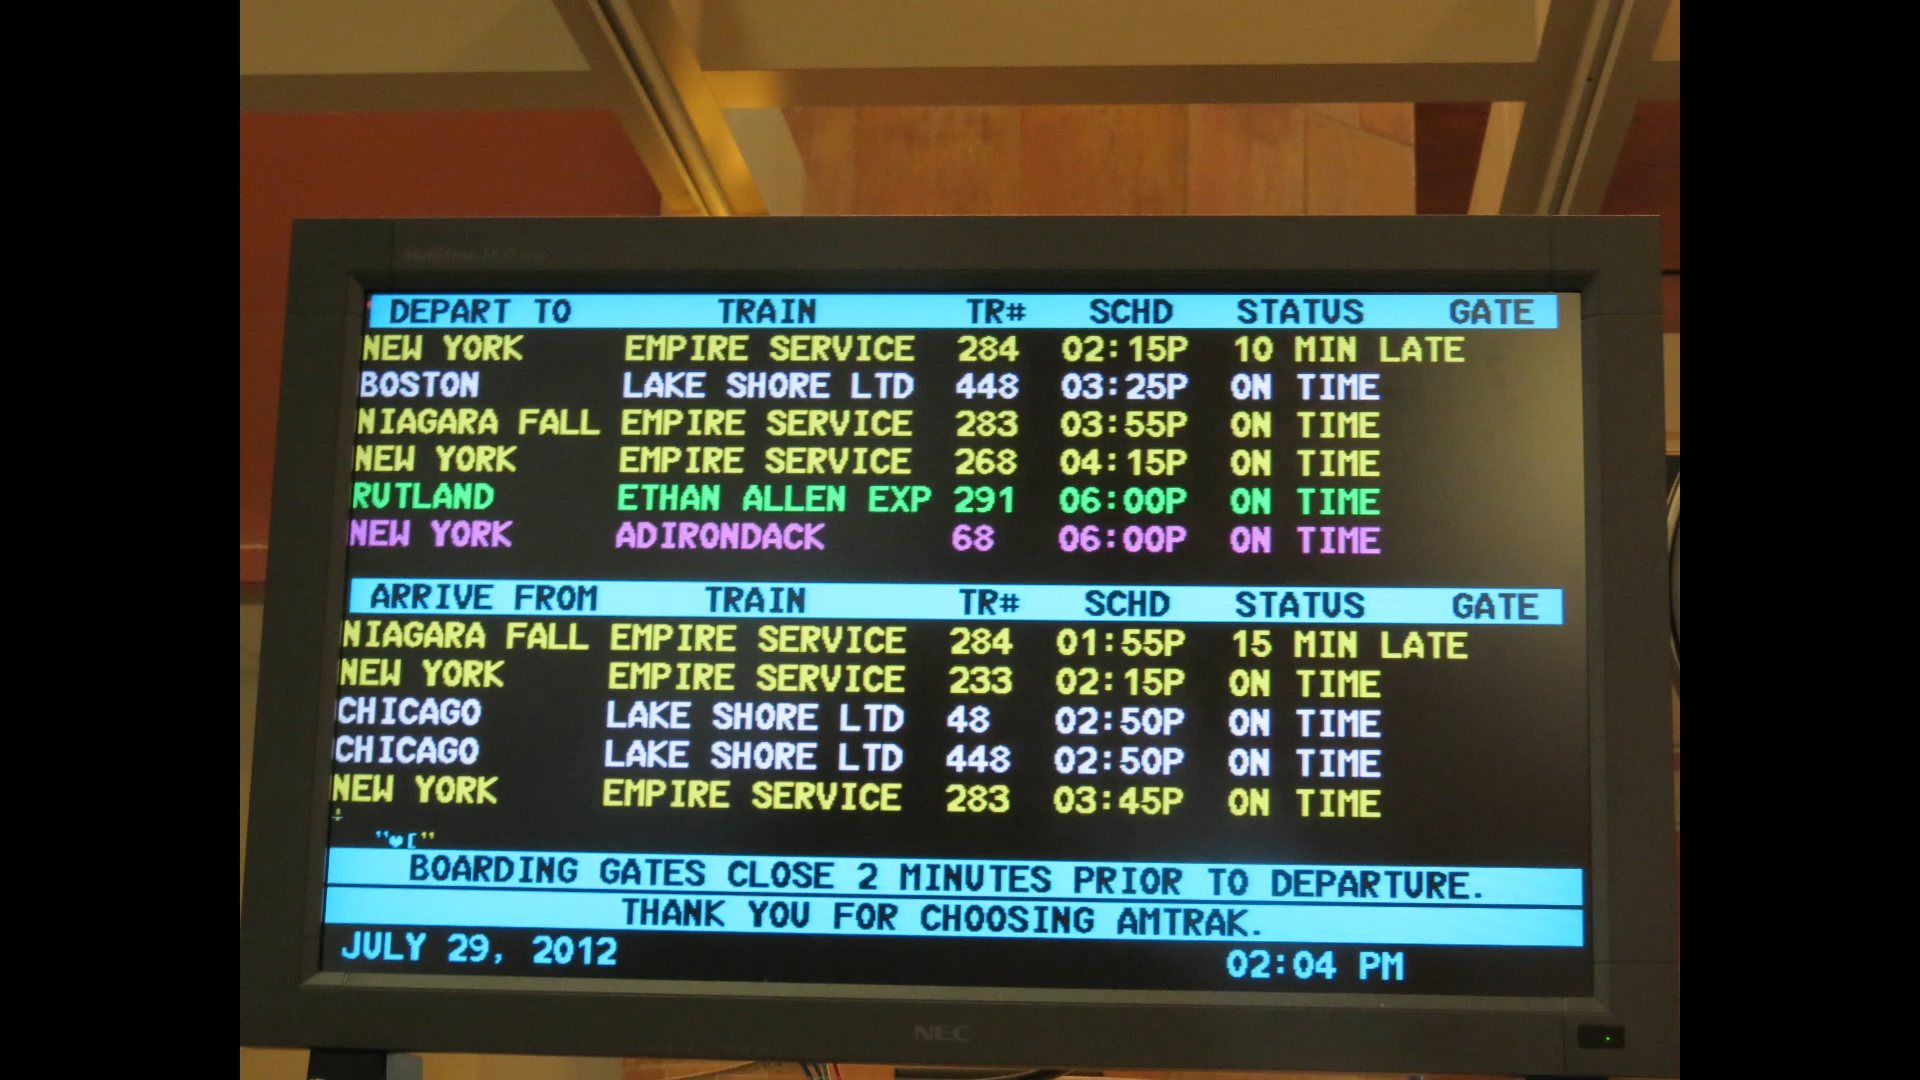 DEPART TO TRAIN TR# SCHD STATUS GATE
NEW YORK EMPIRE SERVICE 284 02:15P 10 MIN LATE
BOSTON LAKE SHORE LTD 448 03:25P ON TIME
NIAGARA FALL EMPIRE SERVICE 283 03:55P ON TIME
NEW YORK EMPIRE SERVICE 268 04:15P ON TIME
RUTLAND ETHAN ALLEN EXP 291 06:00P ON TIME
NEW YORK ADIRONDACK 68 06:00P ON TIME
ARRIVE FROM TRAIN TR# SCHD STATUS GATE
NIAGARA FALL EMPIRE SERVICE 284 01:55P 15 MIN LATE
NEW YORK EMPIRE SERVICE 233 02:15P ON TIME
CHICAGO LAKE SHORE LTD 48 02:50P ON TIME
CHICAGO LAKE SHORE LTD 448 02:50P ON TIME
NEW YORK EMPIRE SERVICE 283 03:45P ON TIME
"♥["
BOARDING GATES CLOSE 2 MINUTES PRIOR TO DEPARTURE.
THANK YOU FOR CHOOSING AMTRAK.
JULY 29, 2012 02:04 PM
NEC